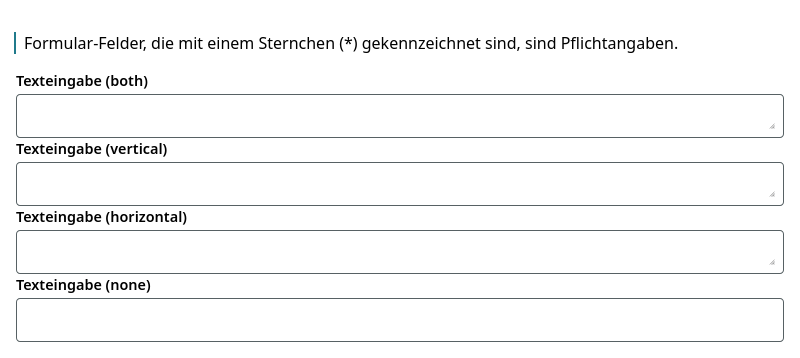 Formular-Felder, die mit einem Sternchen (*) gekennzeichnet sind, sind Pflichtangaben.
Texteingabe (both)
Texteingabe (vertical)
Texteingabe (horizontal)
Texteingabe (none)